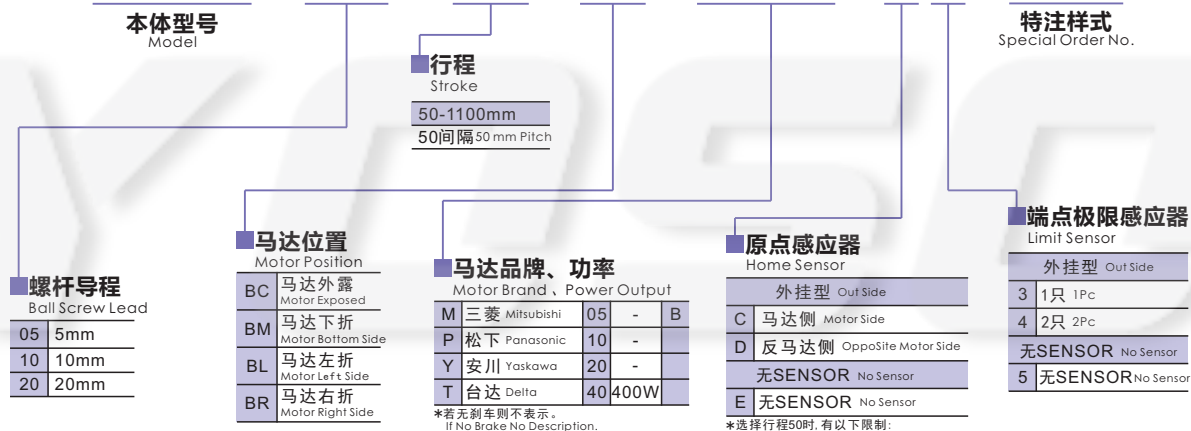 本体型号
Model
特注样式
Special Order No.
行程
Stroke
50-1100mm
50间隔 50 mm Pitch
螺杆导程
Ball Screw Lead
05 5mm
10 10mm
20 20mm
马达位置
Motor Position
BC 马达外露
Motor Exposed
BM 马达下折
Motor Bottom Side
BL 马达左折
Motor Left Side
BR 马达右折
Motor Right Side
马达品牌、功率
Motor Brand 、Power Output
M 三菱 Mitsubishi 05 - B
P 松下 Panasonic 10 -
Y 安川 Yaskawa 20 -
T 台达 Delta 40 400W
*若无刹车则不表示。
If No Brake No Description.
原点感应器
Home Sensor
外挂型 Out Side
C 马达侧 Motor Side
D 反马达侧 OppoSite Motor Side
无SENSOR No Sensor
E 无SENSOR No Sensor
*选择行程50时,有以下限制:
端点极限感应器
Limit Sensor
外挂型 Out Side
3 1只 1Pc
4 2只 2Pc
无SENSOR No Sensor
5 无SENSOR No Sensor